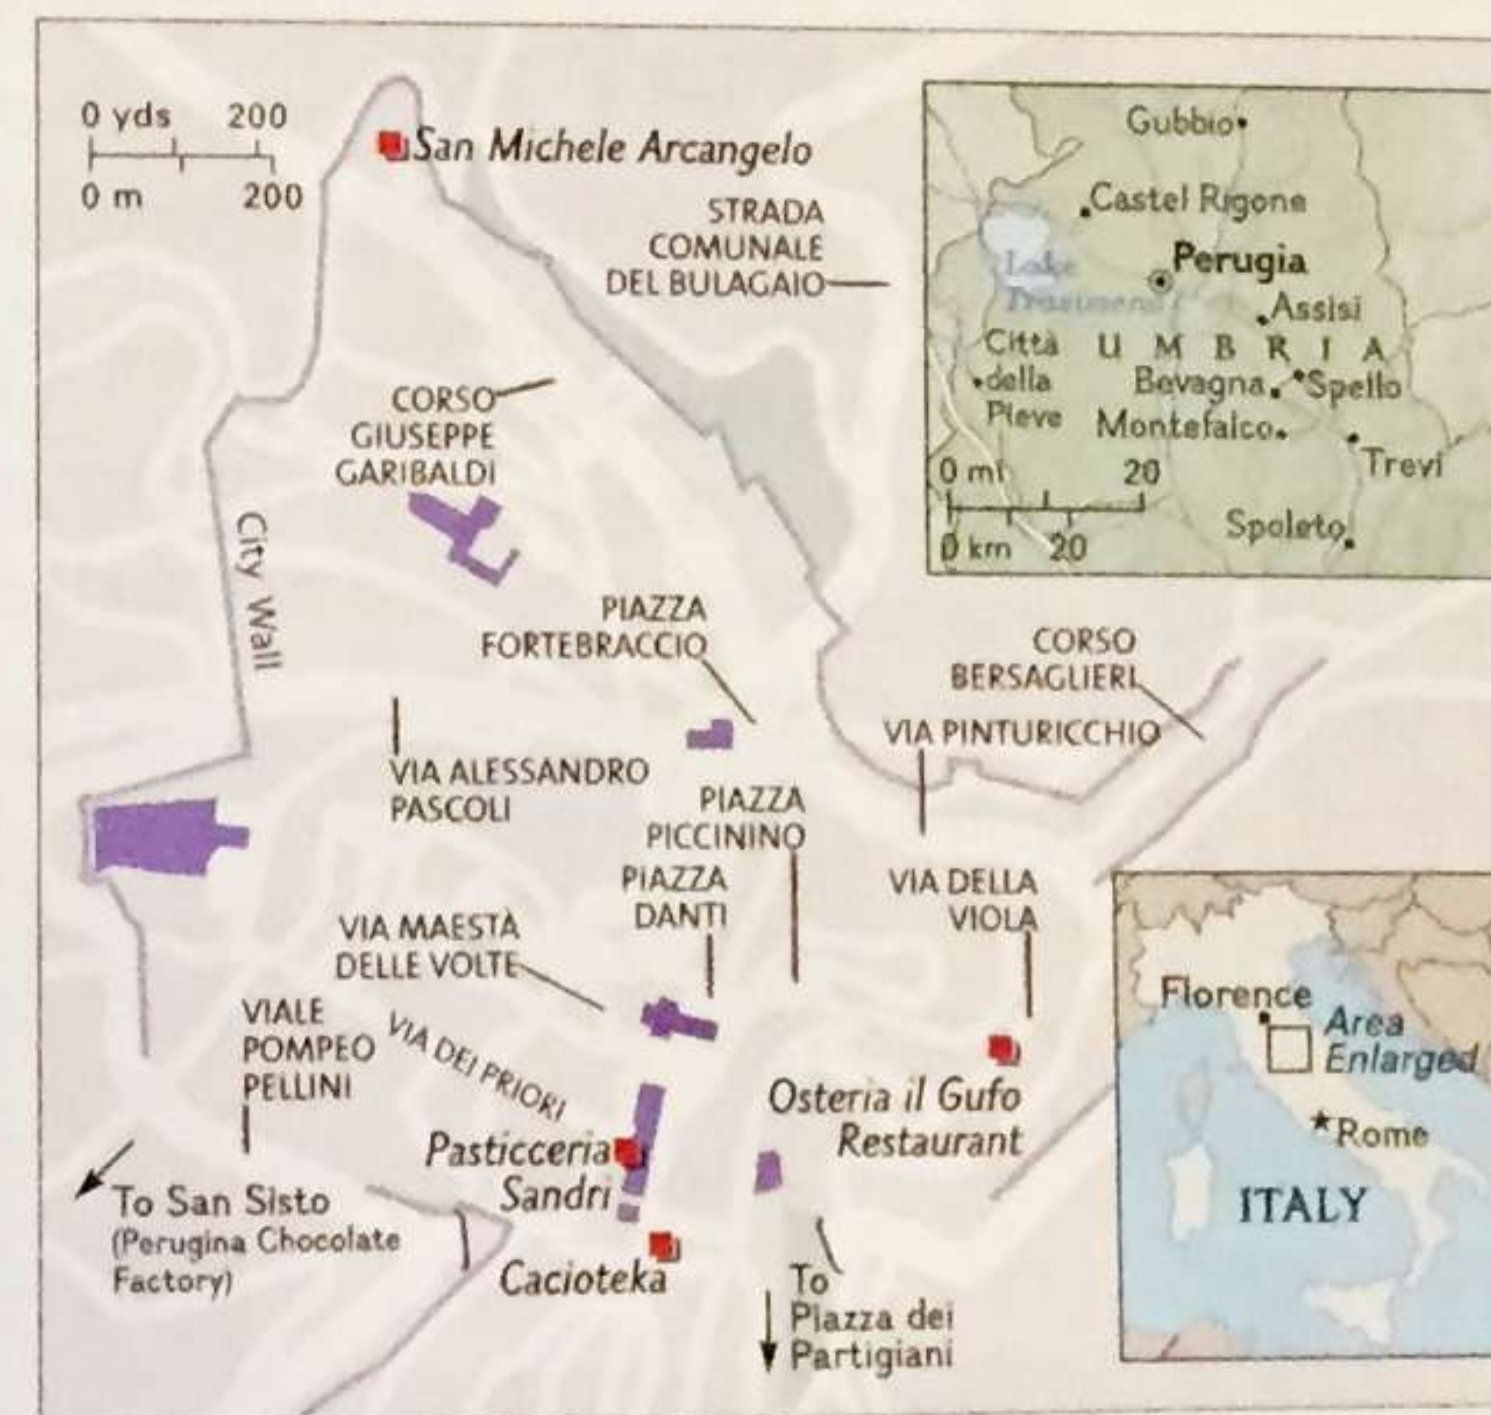 0 yds 200
0 m 200
San Michele Arcangelo
STRADA
COMUNALE
DEL BULAGAIO
CORSO
GIUSEPPE
GARIBALDI
City Wall
PIAZZA
FORTEBRACCIO
CORSO
BERSAGLIERI
VIA PINTURICCHIO
VIA ALESSANDRO
PASCOLI
PIAZZA
PICCININO
PIAZZA
DANTI
VIA DELLA
VIOLA
VIA MAESTÀ
DELLE VOLTE
VIALE
POMPEO
PELLINI
VIA DEI PRIORI
Osteria il Gufo
Restaurant
Pasticceria
Sandri
To San Sisto
(Perugina Chocolate
Factory)
Cacioteka
To
Piazza dei
Partigiani
Gubbio
Castel Rigone
Lake
Trasimeno
Perugia
Assisi
Città
della
Pieve
UMBRIA
Bevagna
Spello
Montefalco
Trevi
0 mi 20
0 km 20
Spoleto
Florence
Area
Enlarged
Rome
ITALY